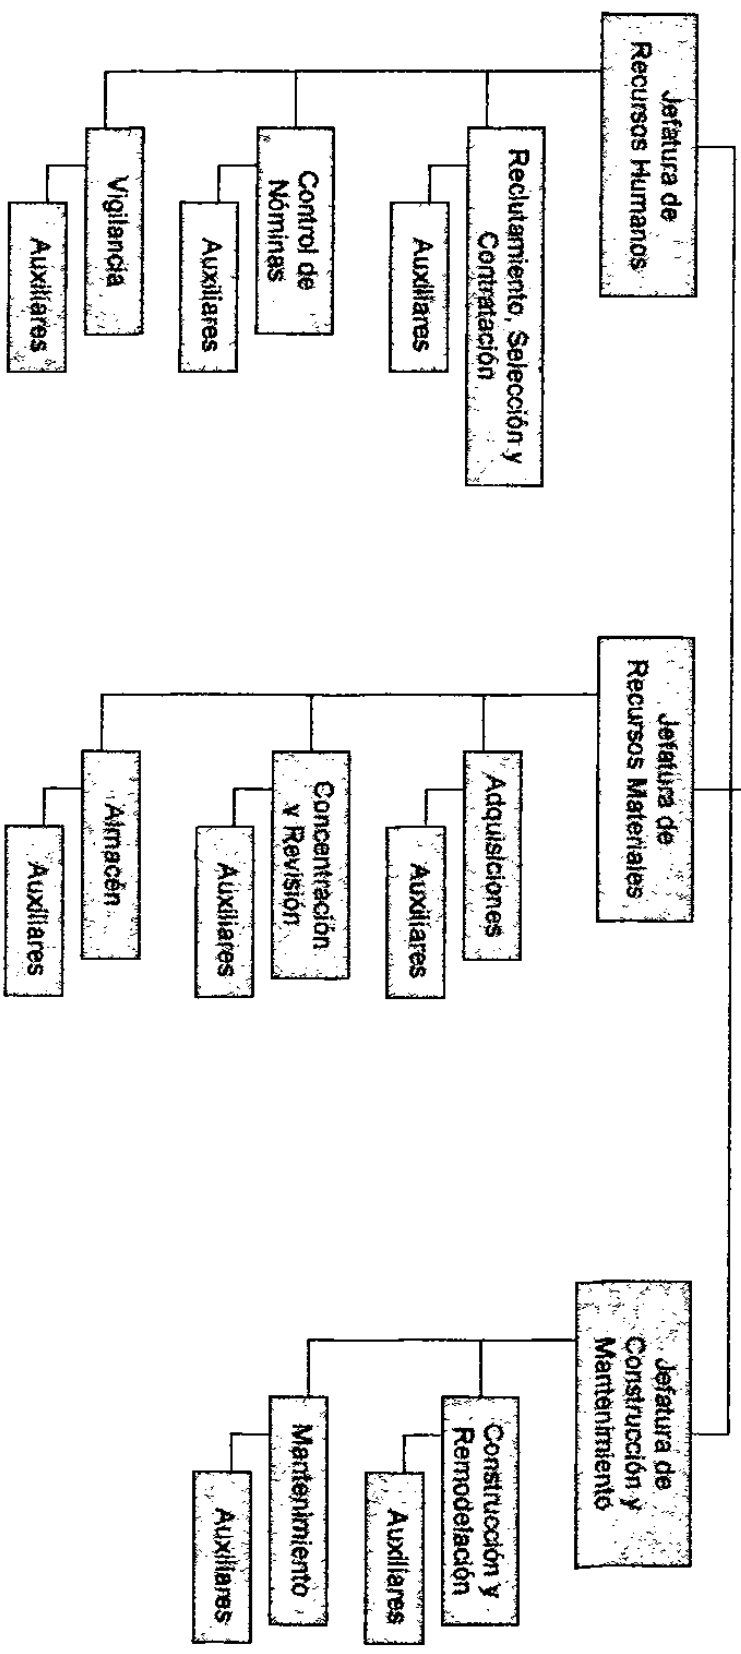 Jefatura de
Recursos Humanos
Reclutamiento, Selección y
Contratación
Auxiliares
Control de
Nóminas
Auxiliares
Vigilancia
Auxiliares
Jefatura de
Recursos Materiales
Adquisiciones
Auxiliares
Concentración
y Revisión
Auxiliares
Almacén
Auxiliares
Jefatura de
Construcción y
Mantenimiento
Construcción y
Remodelación
Auxiliares
Mantenimiento
Auxiliares